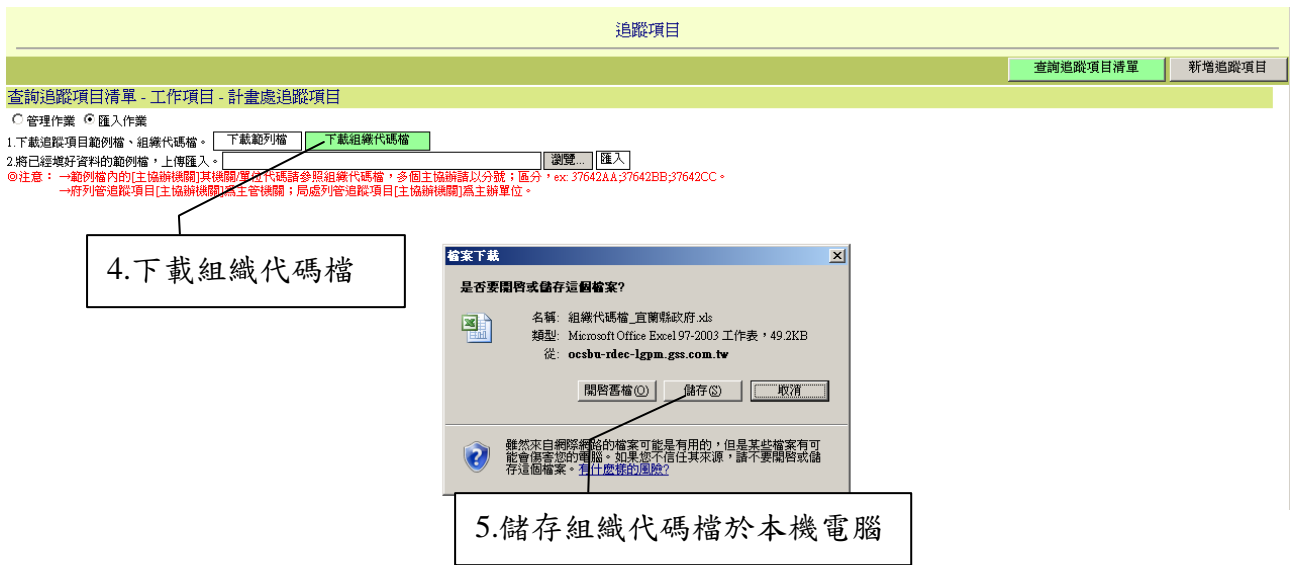 追蹤項目
查詢追蹤項目清單
新增追蹤項目
查詢追蹤項目清單 - 工作項目 - 計畫處追蹤項目
管理作業 匯入作業
1.下載追蹤項目範例檔、組織代碼檔。 下載範列檔 下載組織代碼檔
2.將已經填好資料的範例檔，上傳匯入。 瀏覽... 匯入
◎注意： →範例檔內的[主協辦機關]其機關/單位代碼請參照組織代碼檔，多個主協辦請以分號；區分，ex: 37642AA;37642BB;37642CC。
→府列管追蹤項目[主協辦機關]為主管機關；局處列管追蹤項目[主協辦機關]為主辦單位。
4.下載組織代碼檔
檔案下載
是否要開啟或儲存這個檔案?
名稱: 組織代碼檔_宜蘭縣政府.xls
類型: Microsoft Office Excel 97-2003 工作表，49.2KB
從: ocsbu-rdec-lgpm.gss.com.tw
開啟舊檔(O) 儲存(S) 取消
雖然來自網際網路的檔案可能是有用的，但是某些檔案有可
能會傷害您的電腦。如果您不信任其來源，請不要開啟或儲
存這個檔案。有什麼樣的風險?
5.儲存組織代碼檔於本機電腦